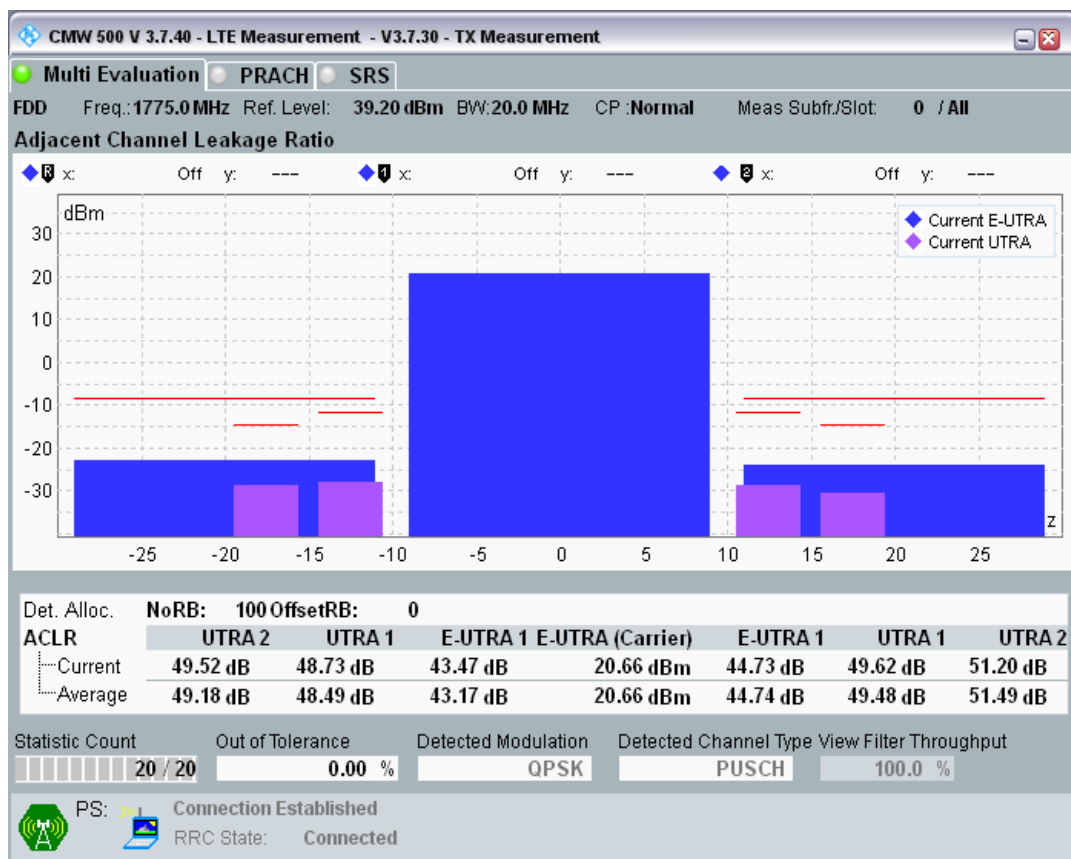 CMW 500 V 3.7.40 - LTE Measurement - V3.7.30 - TX Measurement
Multi Evaluation PRACH SRS
FDD Freq.: 1775.0 MHz Ref. Level: 39.20 dBm BW: 20.0 MHz CP : Normal Meas Subfr./Slot: 0 / All
Adjacent Channel Leakage Ratio
R x: Off y: --- 1 x: Off y: --- 2 x: Off y: ---
dBm
Current E-UTRA
Current UTRA
30
20
10
0
-10
-20
-30
z
-25 -20 -15 -10 -5 0 5 10 15 20 25
Det. Alloc. NoRB: 100 OffsetRB: 0
ACLR UTRA 2 UTRA 1 E-UTRA 1 E-UTRA (Carrier) E-UTRA 1 UTRA 1 UTRA 2
Current 49.52 dB 48.73 dB 43.47 dB 20.66 dBm 44.73 dB 49.62 dB 51.20 dB
Average 49.18 dB 48.49 dB 43.17 dB 20.66 dBm 44.74 dB 49.48 dB 51.49 dB
Statistic Count Out of Tolerance Detected Modulation Detected Channel Type View Filter Throughput
20 / 20 0.00 % QPSK PUSCH 100.0 %
PS: Connection Established
RRC State: Connected